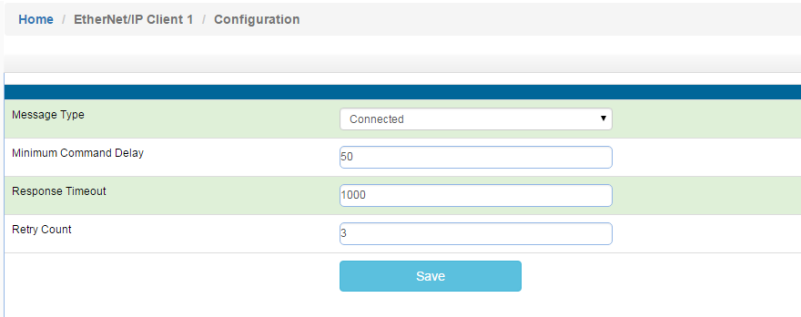 Home / EtherNet/IP Client 1 / Configuration
Message Type Connected
Minimum Command Delay 50
Response Timeout 1000
Retry Count 3
Save